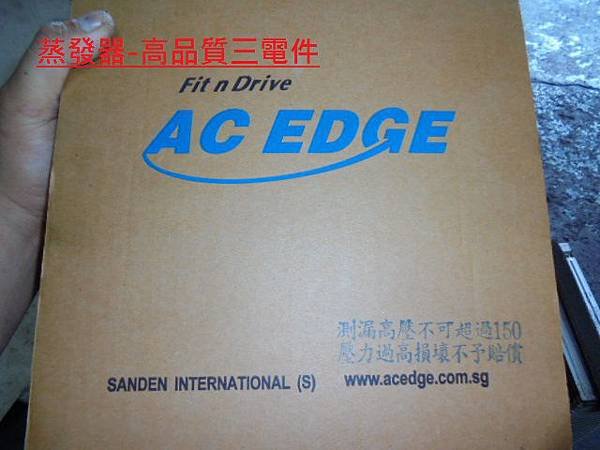 蒸發器-高品質三電件
Fit n Drive
AC EDGE
測漏高壓不可超過150
壓力過高損壞不予賠償
SANDEN INTERNATIONAL (S) www.acedge.com.sg